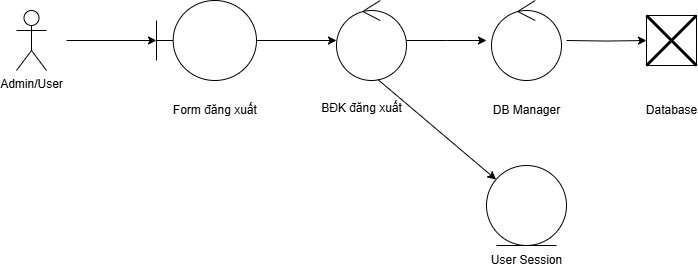 Admin/User
Form đăng xuất
BĐK đăng xuất
DB Manager
Database
User Session